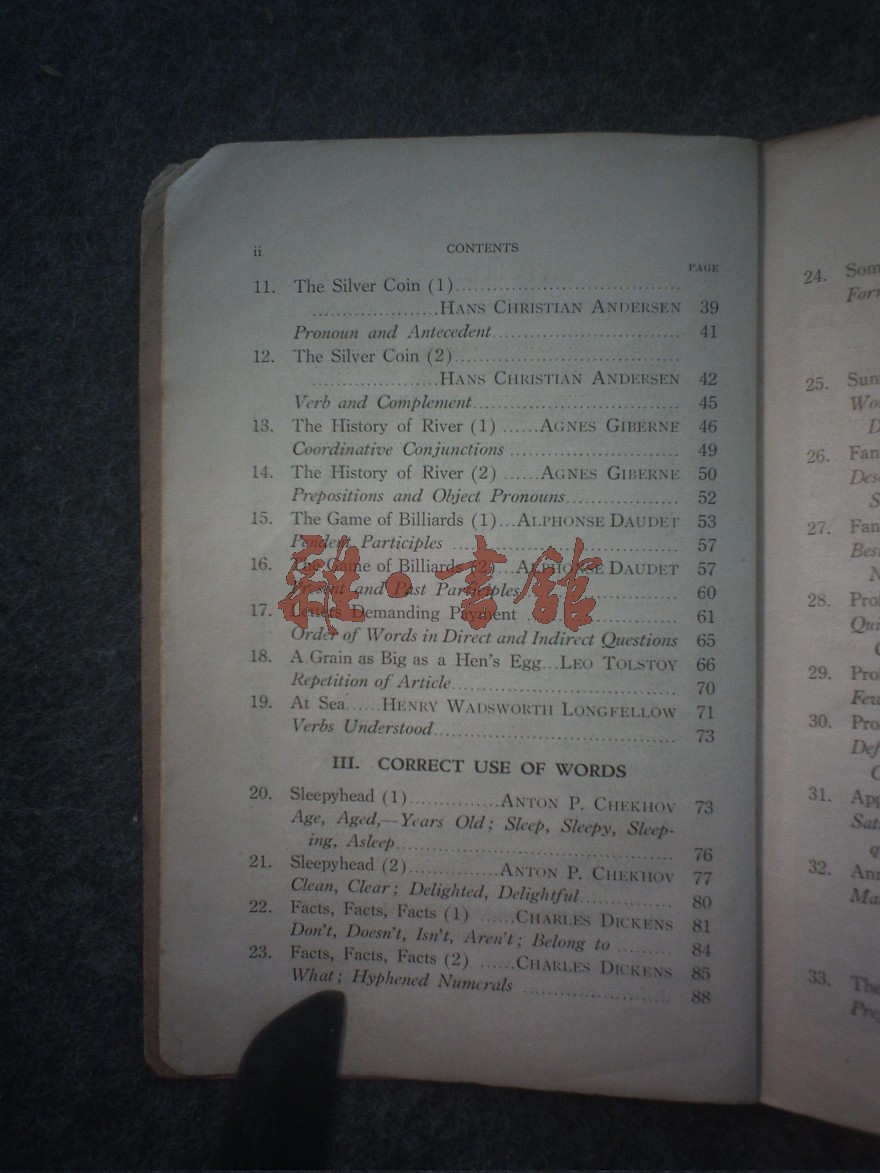 ii CONTENTS
PAGE
11. The Silver Coin (1)..................................
.....................HANS CHRISTIAN ANDERSEN 39
Pronoun and Antecedent............................... 41
12. The Silver Coin (2)..................................
.....................HANS CHRISTIAN ANDERSEN 42
Verb and Complement.................................. 45
13. The History of River (1) ......AGNES GIBERNE 46
Coordinative Conjunctions ............................ 49
14. The History of River (2) ......AGNES GIBERNE 50
Prepositions and Object Pronouns................... 52
15. The Game of Billiards (1)...ALPHONSE DAUDET 53
Pendent Participles ..................................... 57
16. The Game of Billiards (2)...ALPHONSE DAUDET 57
Present and Past Participles.......................... 60
17. Letters Demanding Payment ......................... 61
Order of Words in Direct and Indirect Questions 65
18. A Grain as Big as a Hen's Egg...LEO TOLSTOY 66
Repetition of Article..................................... 70
19. At Sea......HENRY WADSWORTH LONGFELLOW 71
Verbs Understood........................................ 73
III. CORRECT USE OF WORDS
20. Sleepyhead (1)...............ANTON P. CHEKHOV 73
Age, Aged,—Years Old; Sleep, Sleepy, Sleep-
ing, Asleep.............................................. 76
21. Sleepyhead (2)...............ANTON P. CHEKHOV 77
Clean, Clear; Delighted, Delightful............... 80
22. Facts, Facts, Facts (1) ......CHARLES DICKENS 81
Don't, Doesn't, Isn't, Aren't; Belong to ......... 84
23. Facts, Facts, Facts (2) ......CHARLES DICKENS 85
What; Hyphened Numerals ......................... 88
雜·書館
24.
25.
26.
27.
28.
29.
30.
31.
32.
33.